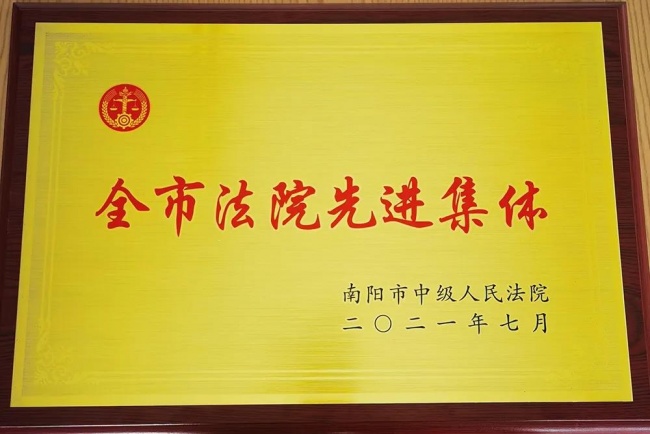 全市法院先进集体
南阳市中级人民法院
二〇二一年七月